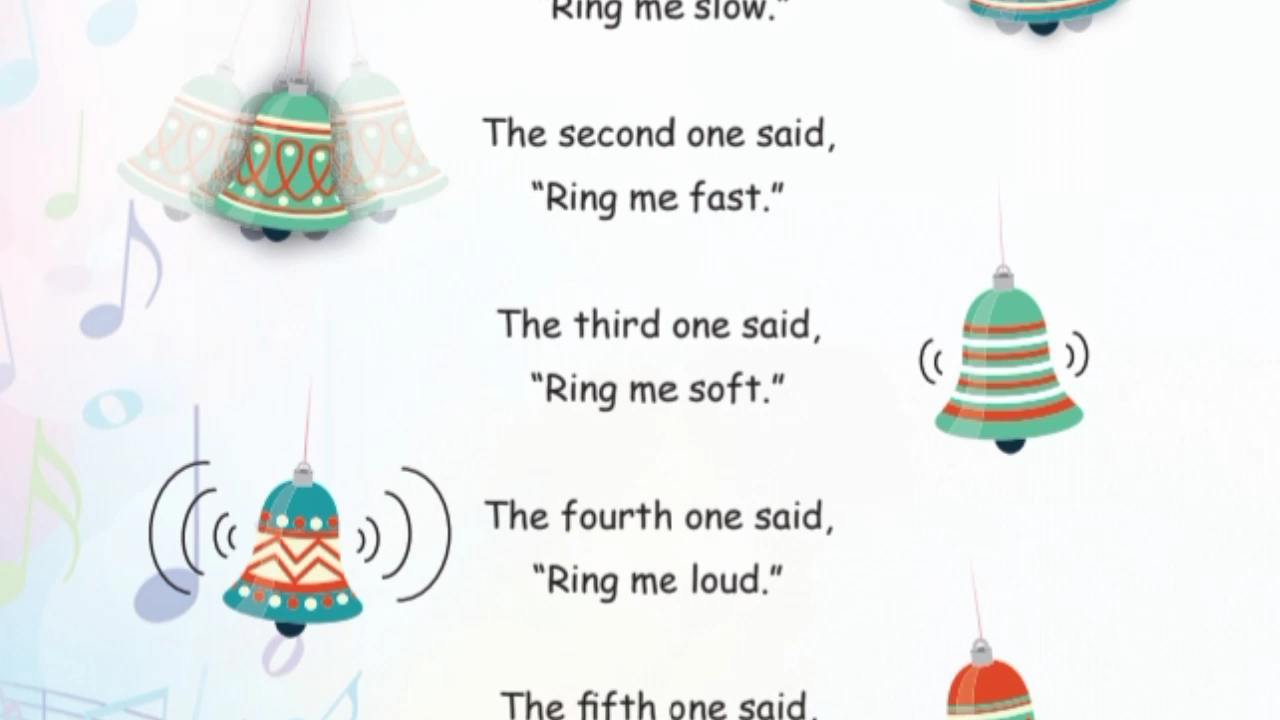 "Ring me slow."
The second one said,
"Ring me fast."
The third one said,
"Ring me soft."
The fourth one said,
"Ring me loud."
The fifth one said,